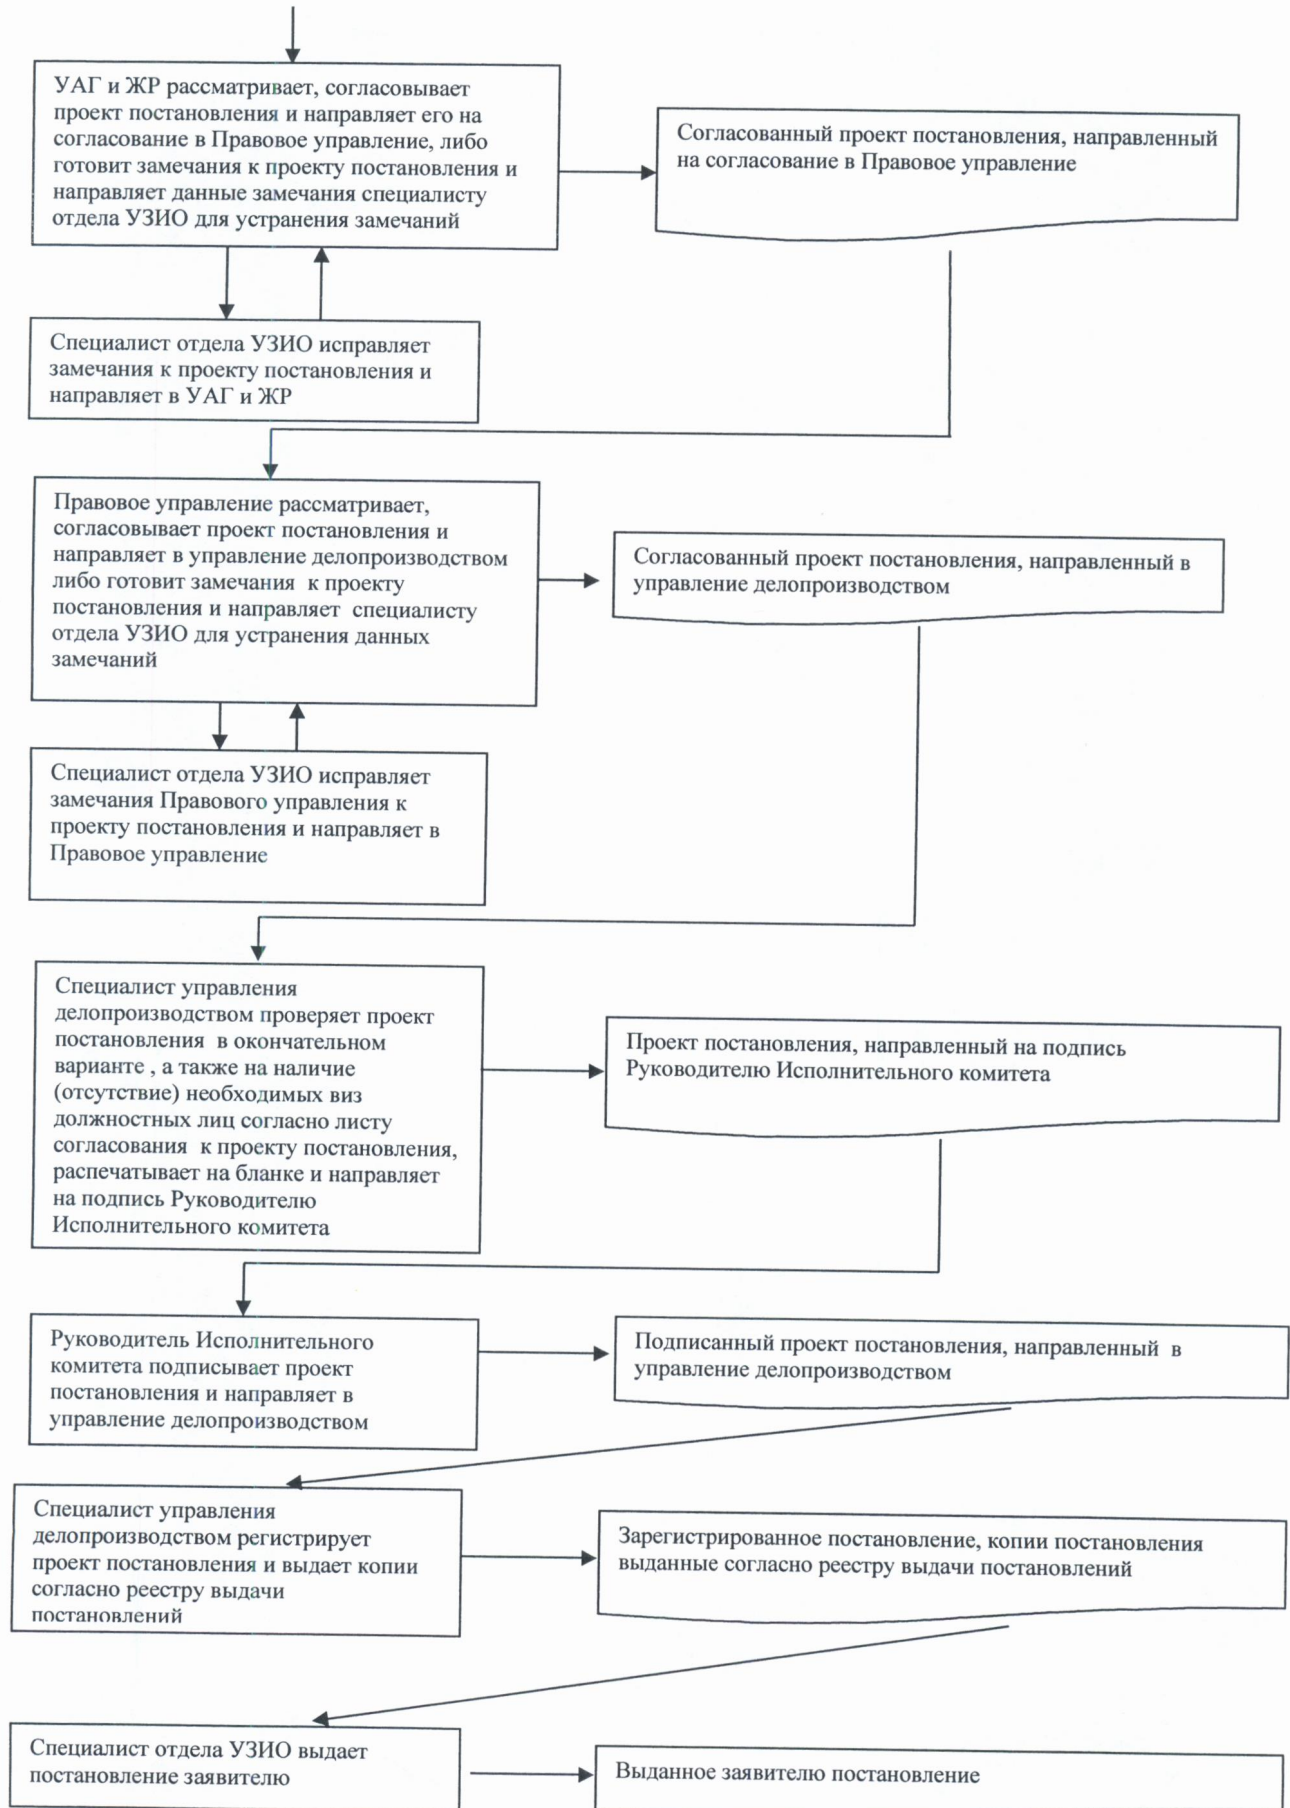 УАГ и ЖР рассматривает, согласовывает
проект постановления и направляет его на
согласование в Правовое управление, либо
готовит замечания к проекту постановления и
направляет данные замечания специалисту
отдела УЗИО для устранения замечаний
Согласованный проект постановления, направленный
на согласование в Правовое управление
Специалист отдела УЗИО исправляет
замечания к проекту постановления и
направляет в УАГ и ЖР
Правовое управление рассматривает,
согласовывает проект постановления и
направляет в управление делопроизводством
либо готовит замечания к проекту
постановления и направляет специалисту
отдела УЗИО для устранения данных
замечаний
Согласованный проект постановления, направленный в
управление делопроизводством
Специалист отдела УЗИО исправляет
замечания Правового управления к
проекту постановления и направляет в
Правовое управление
Специалист управления
делопроизводством проверяет проект
постановления в окончательном
варианте , а также на наличие
(отсутствие) необходимых виз
должностных лиц согласно листу
согласования к проекту постановления,
распечатывает на бланке и направляет
на подпись Руководителю
Исполнительного комитета
Проект постановления, направленный на подпись
Руководителю Исполнительного комитета
Руководитель Исполнительного
комитета подписывает проект
постановления и направляет в
управление делопроизводством
Подписанный проект постановления, направленный в
управление делопроизводством
Специалист управления
делопроизводством регистрирует
проект постановления и выдает копии
согласно реестру выдачи
постановлений
Зарегистрированное постановление, копии постановления
выданные согласно реестру выдачи постановлений
Специалист отдела УЗИО выдает
постановление заявителю
Выданное заявителю постановление